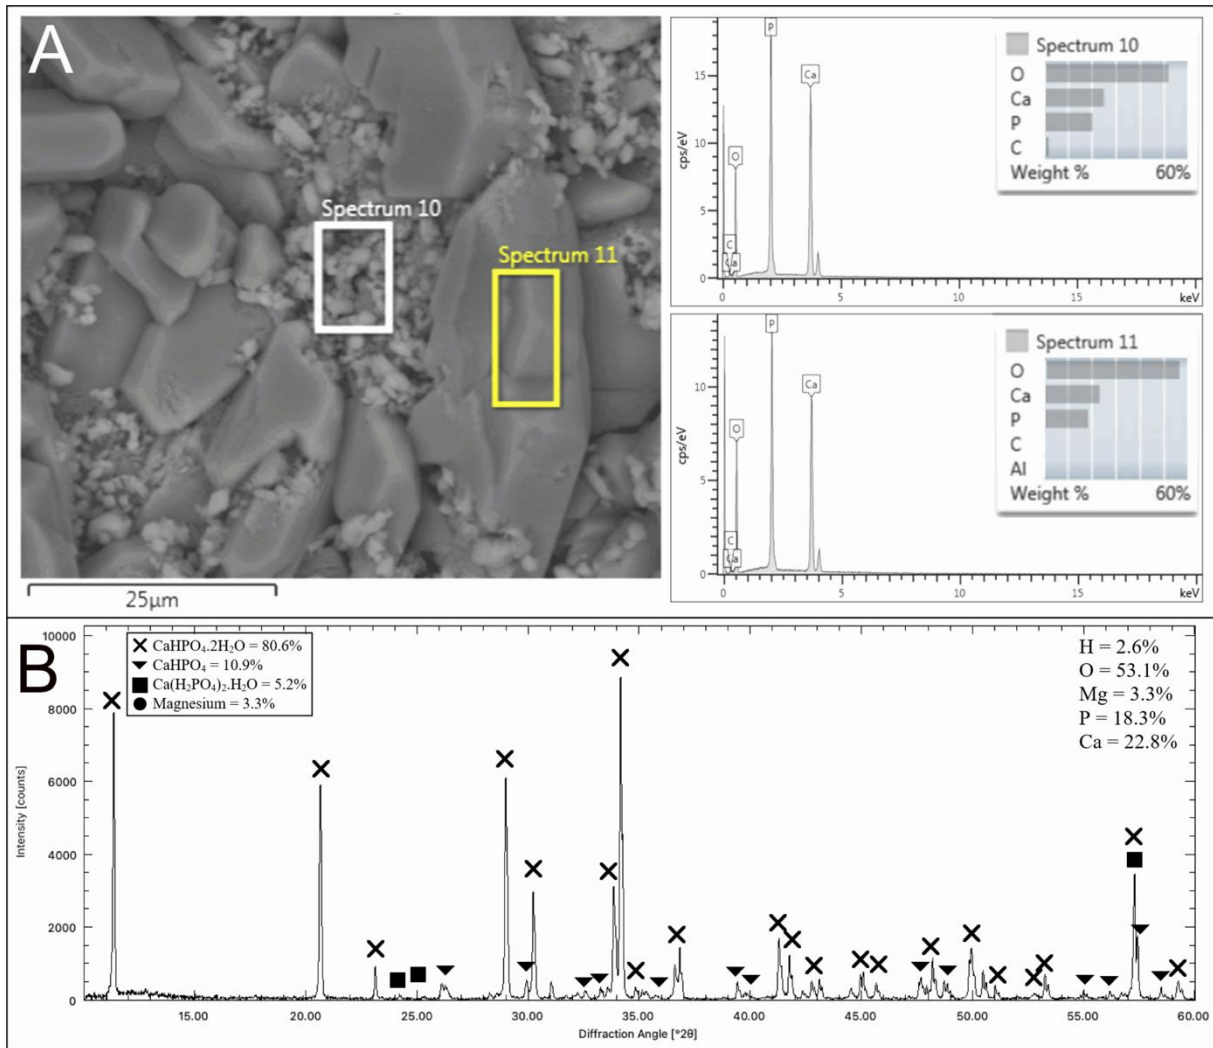 A
Spectrum 10
Spectrum 11
25μm
cps/eV
15
10
5
0
P
Ca
O
C
Ca
0
5
10
15
keV
Spectrum 10
O
Ca
P
C
Weight %
60%
cps/eV
10
5
0
P
Ca
O
C
Ca
0
5
10
15
keV
Spectrum 11
O
Ca
P
C
Al
Weight %
60%
B
CaHPO₄.2H₂O = 80.6%
CaHPO₄ = 10.9%
Ca(H₂PO₄)₂.H₂O = 5.2%
Magnesium = 3.3%
H = 2.6%
O = 53.1%
Mg = 3.3%
P = 18.3%
Ca = 22.8%
Intensity [counts]
10000
8000
6000
4000
2000
0
15.00
20.00
25.00
30.00
35.00
40.00
45.00
50.00
55.00
60.00
Diffraction Angle [°2θ]